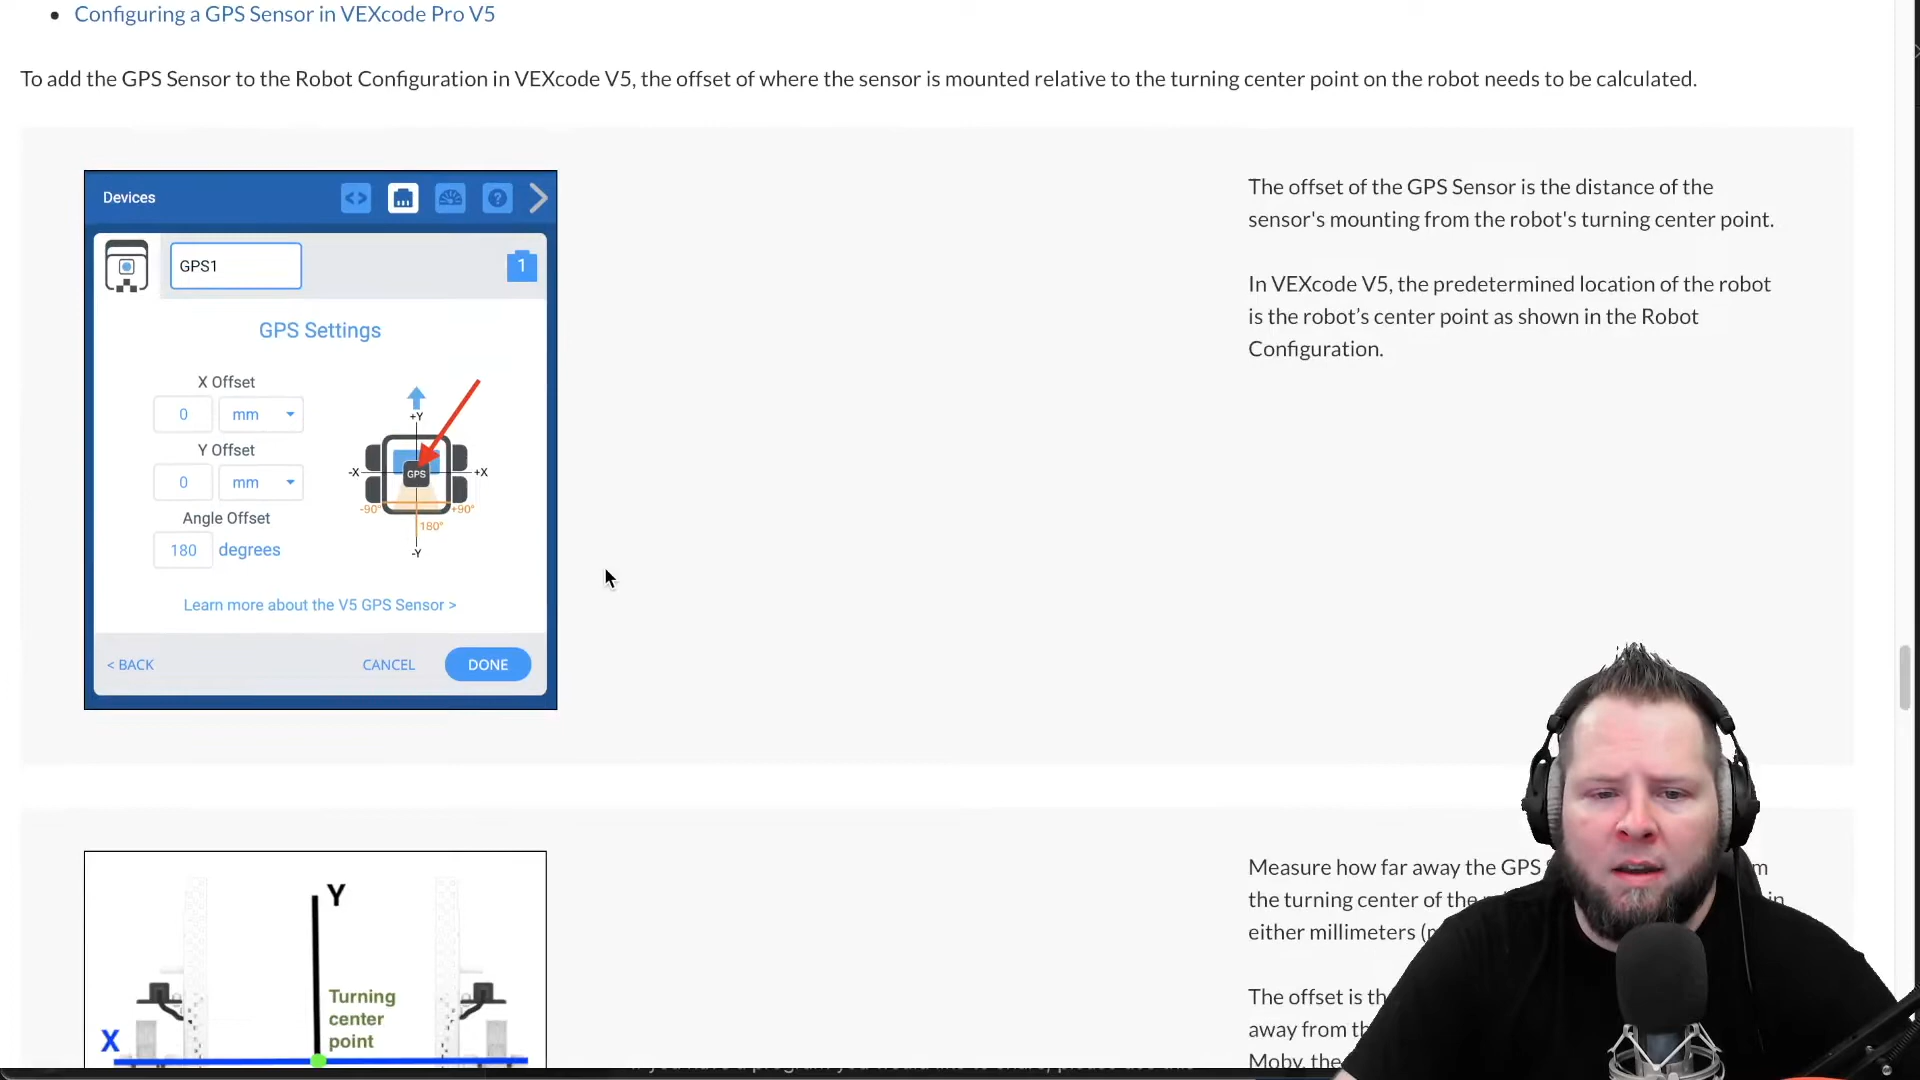 Configuring a GPS Sensor in VEXcode Pro V5
To add the GPS Sensor to the Robot Configuration in VEXcode V5, the offset of where the sensor is mounted relative to the turning center point on the robot needs to be calculated.
Devices
<>
?
GPS1
1
GPS Settings
X Offset
0 mm
Y Offset
0 mm
Angle Offset
180 degrees
+Y
-X
GPS
+X
-90°
+90°
180°
-Y
Learn more about the V5 GPS Sensor >
< BACK
CANCEL
DONE
The offset of the GPS Sensor is the distance of the
sensor's mounting from the robot's turning center point.
In VEXcode V5, the predetermined location of the robot
is the robot’s center point as shown in the Robot
Configuration.
Y
Turning
center
point
X
Measure how far away the GPS
the turning center of the in
either millimeters
The offset is
away from
Moby, the